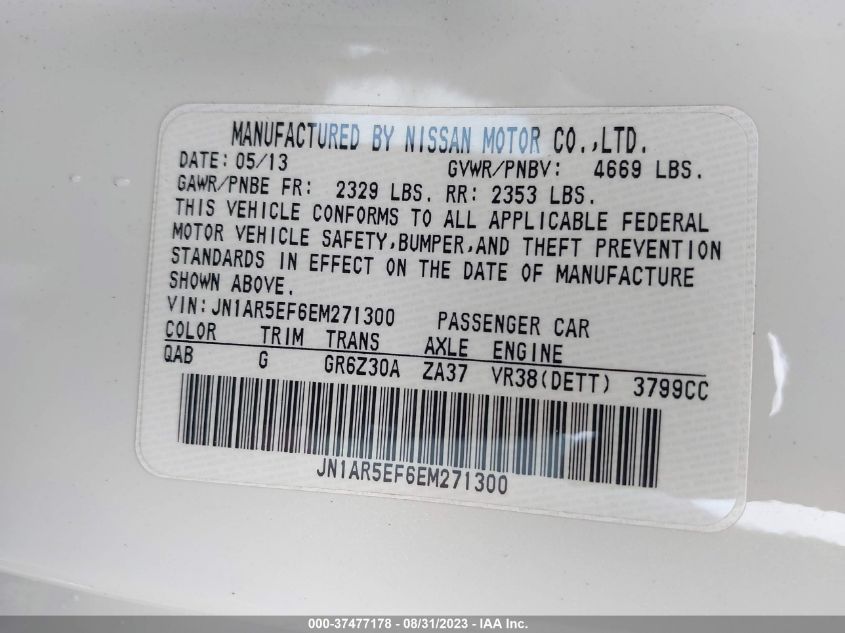 MANUFACTURED BY NISSAN MOTOR CO.,LTD.
DATE: 05/13 GVWR/PNBV: 4669 LBS.
GAWR/PNBE FR: 2329 LBS. RR: 2353 LBS.
THIS VEHICLE CONFORMS TO ALL APPLICABLE FEDERAL
MOTOR VEHICLE SAFETY,BUMPER,AND THEFT PREVENTION
STANDARDS IN EFFECT ON THE DATE OF MANUFACTURE
SHOWN ABOVE.
VIN:JN1AR5EF6EM271300 PASSENGER CAR
COLOR TRIM TRANS AXLE ENGINE
QAB G GR6Z30A ZA37 VR38(DETT) 3799CC
JN1AR5EF6EM271300
000-37477178 - 08/31/2023 - IAA Inc.